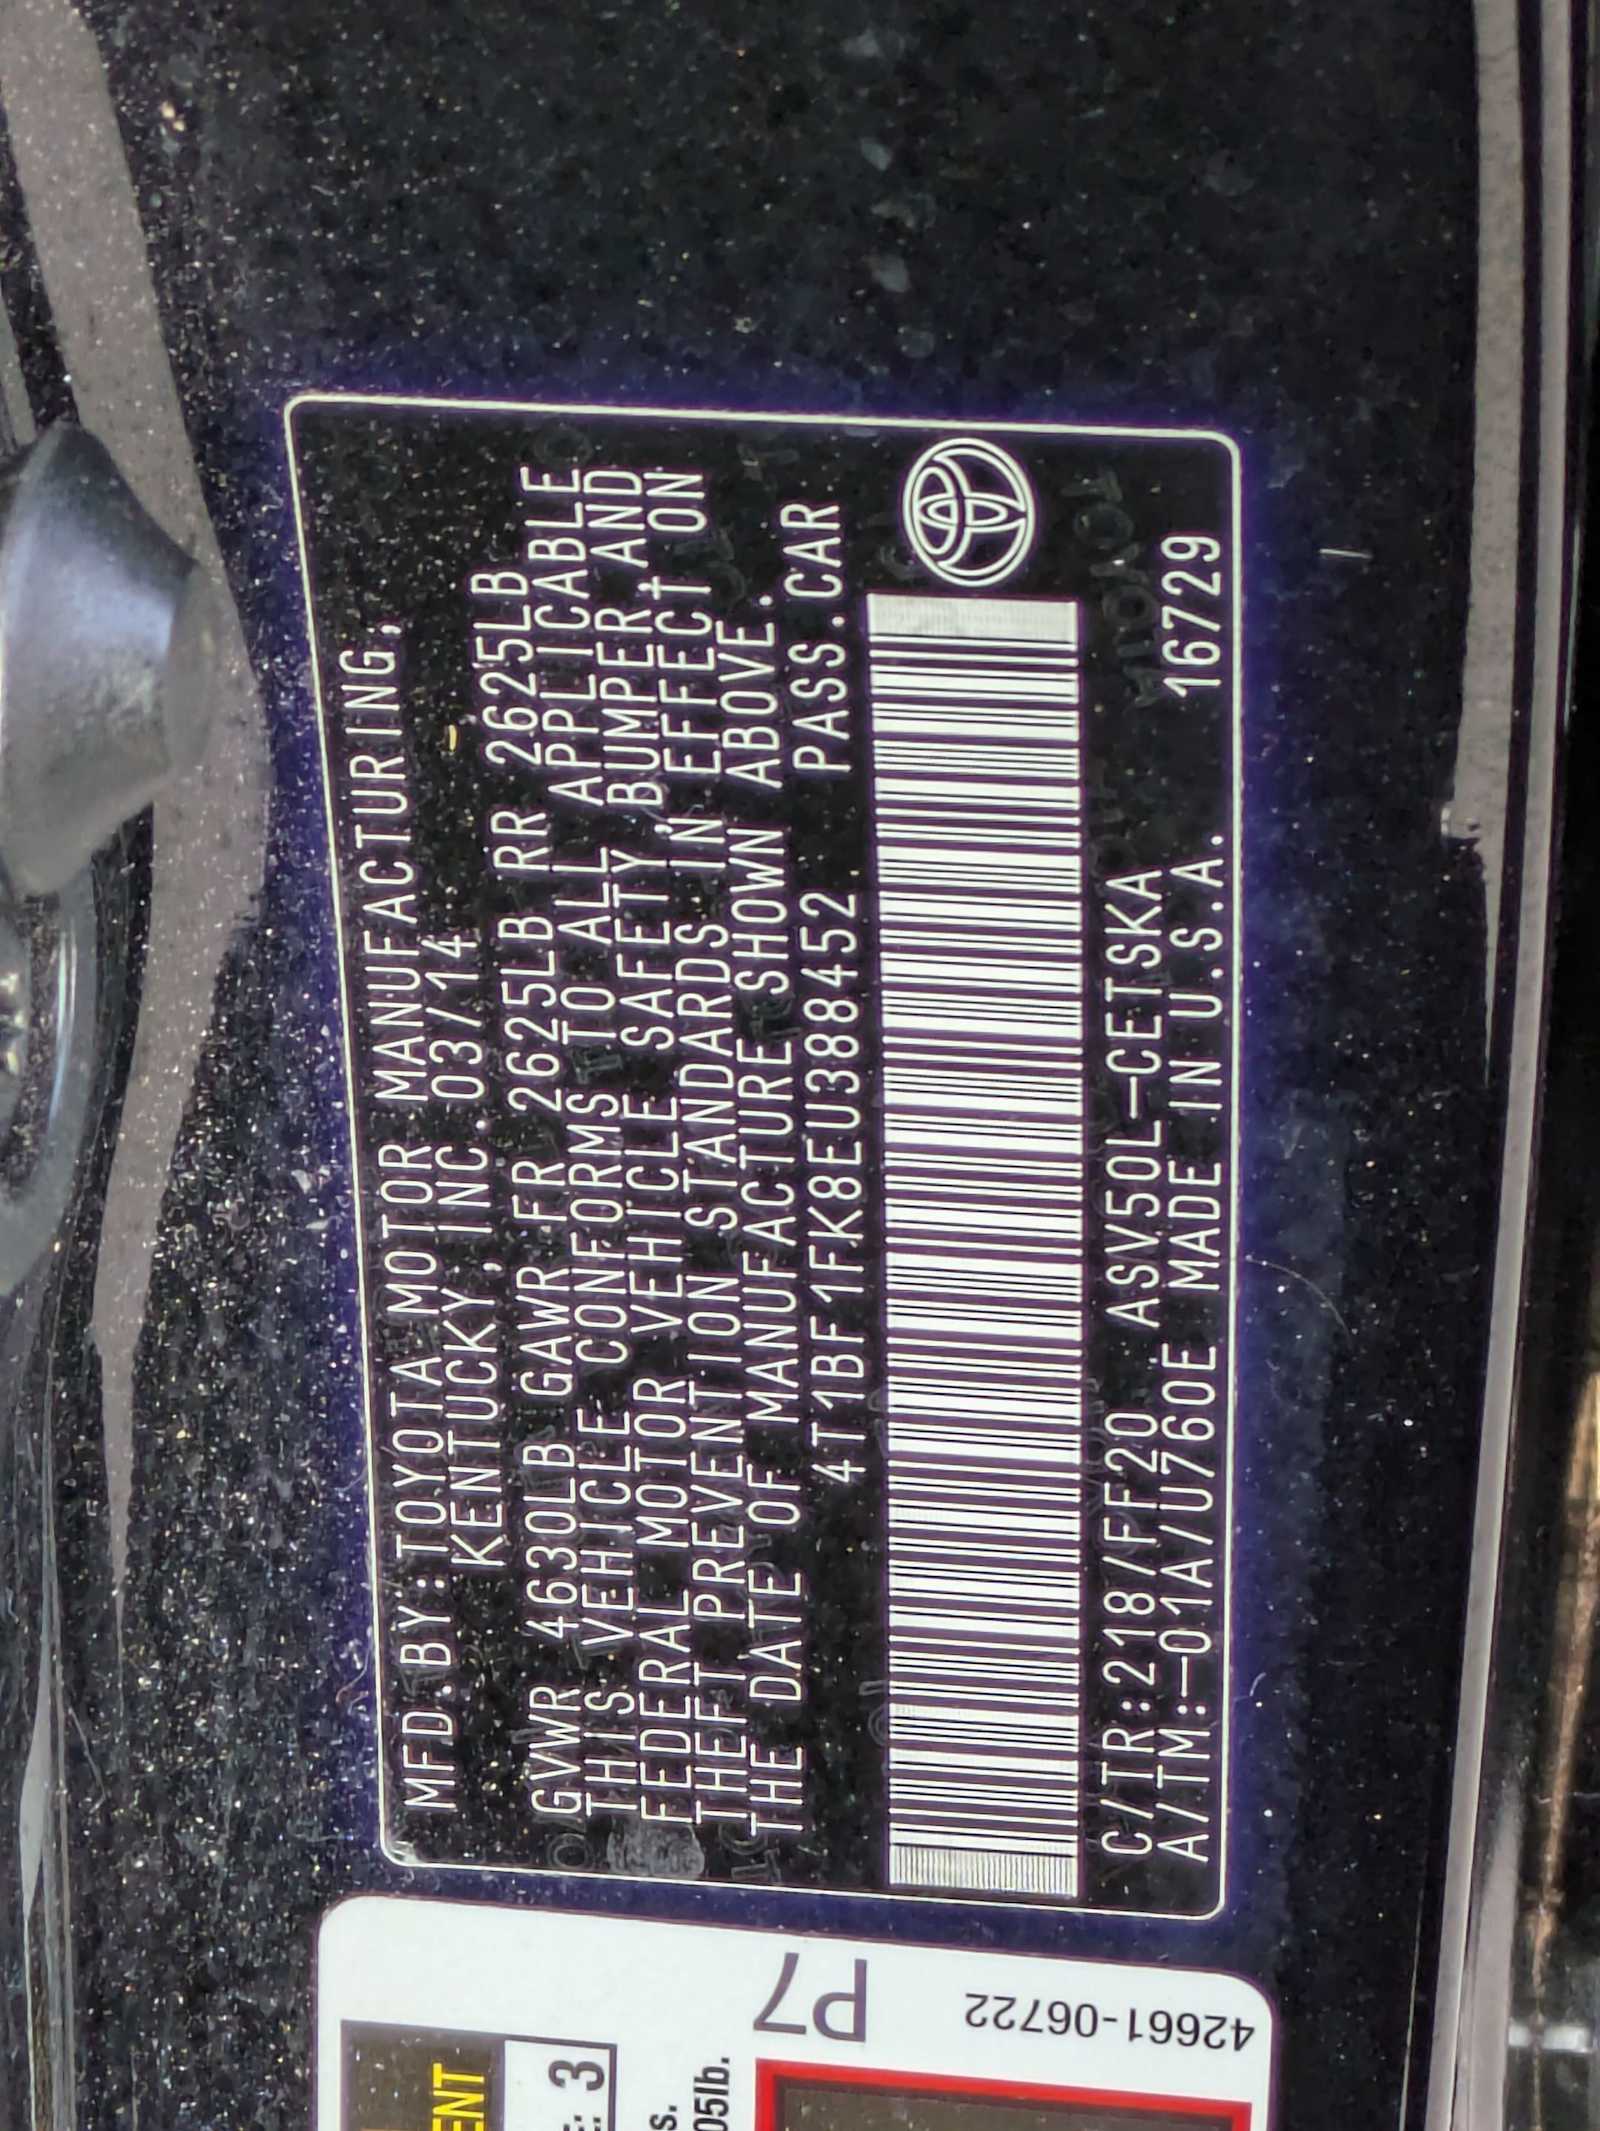 MFD.BY:TOYOTA MOTOR MANUFACTURING,
KENTUCKY, INC. 03/14
GVWR 4630LB GAWR FR 2625LB RR 2625LB
THIS VEHICLE CONFORMS TO ALL APPLICABLE
FEDERAL MOTOR VEHICLE SAFETY, BUMPER, AND
THEFT PREVENTION STANDARDS IN EFFECT ON
THE DATE OF MANUFACTURE SHOWN ABOVE.
4T1BF1FK8EU388452 PASS.CAR
C/TR:218/FF20 ASV50L-CETSKA 16729
A/TM:-01A/U760E MADE IN U.S.A.
P7
42661-06722
3
05lb.